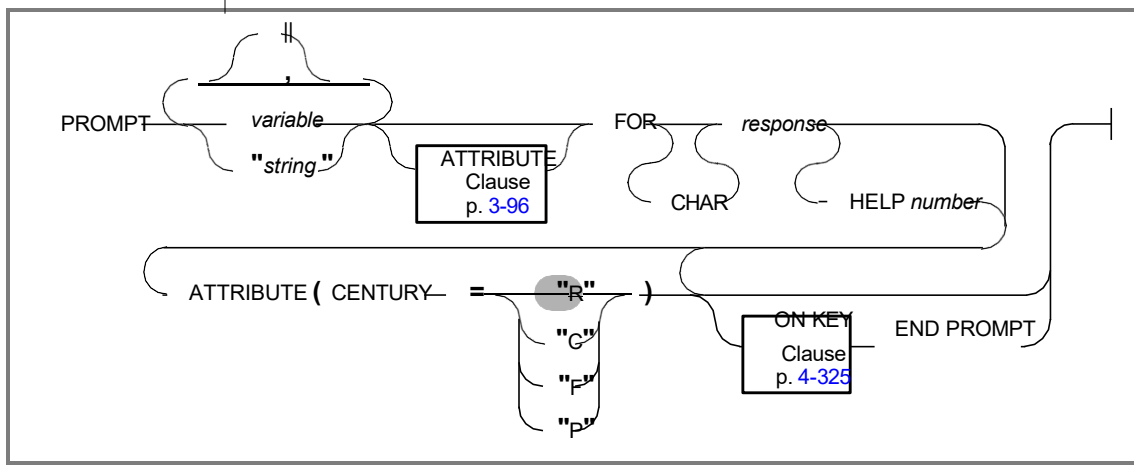 ||
,
PROMPT variable FOR response
"string" ATTRIBUTE
Clause
p. 3-96
CHAR HELP number
ATTRIBUTE ( CENTURY = "R" )
"C"
"F"
"P"
ON KEY
Clause
p. 4-325
END PROMPT